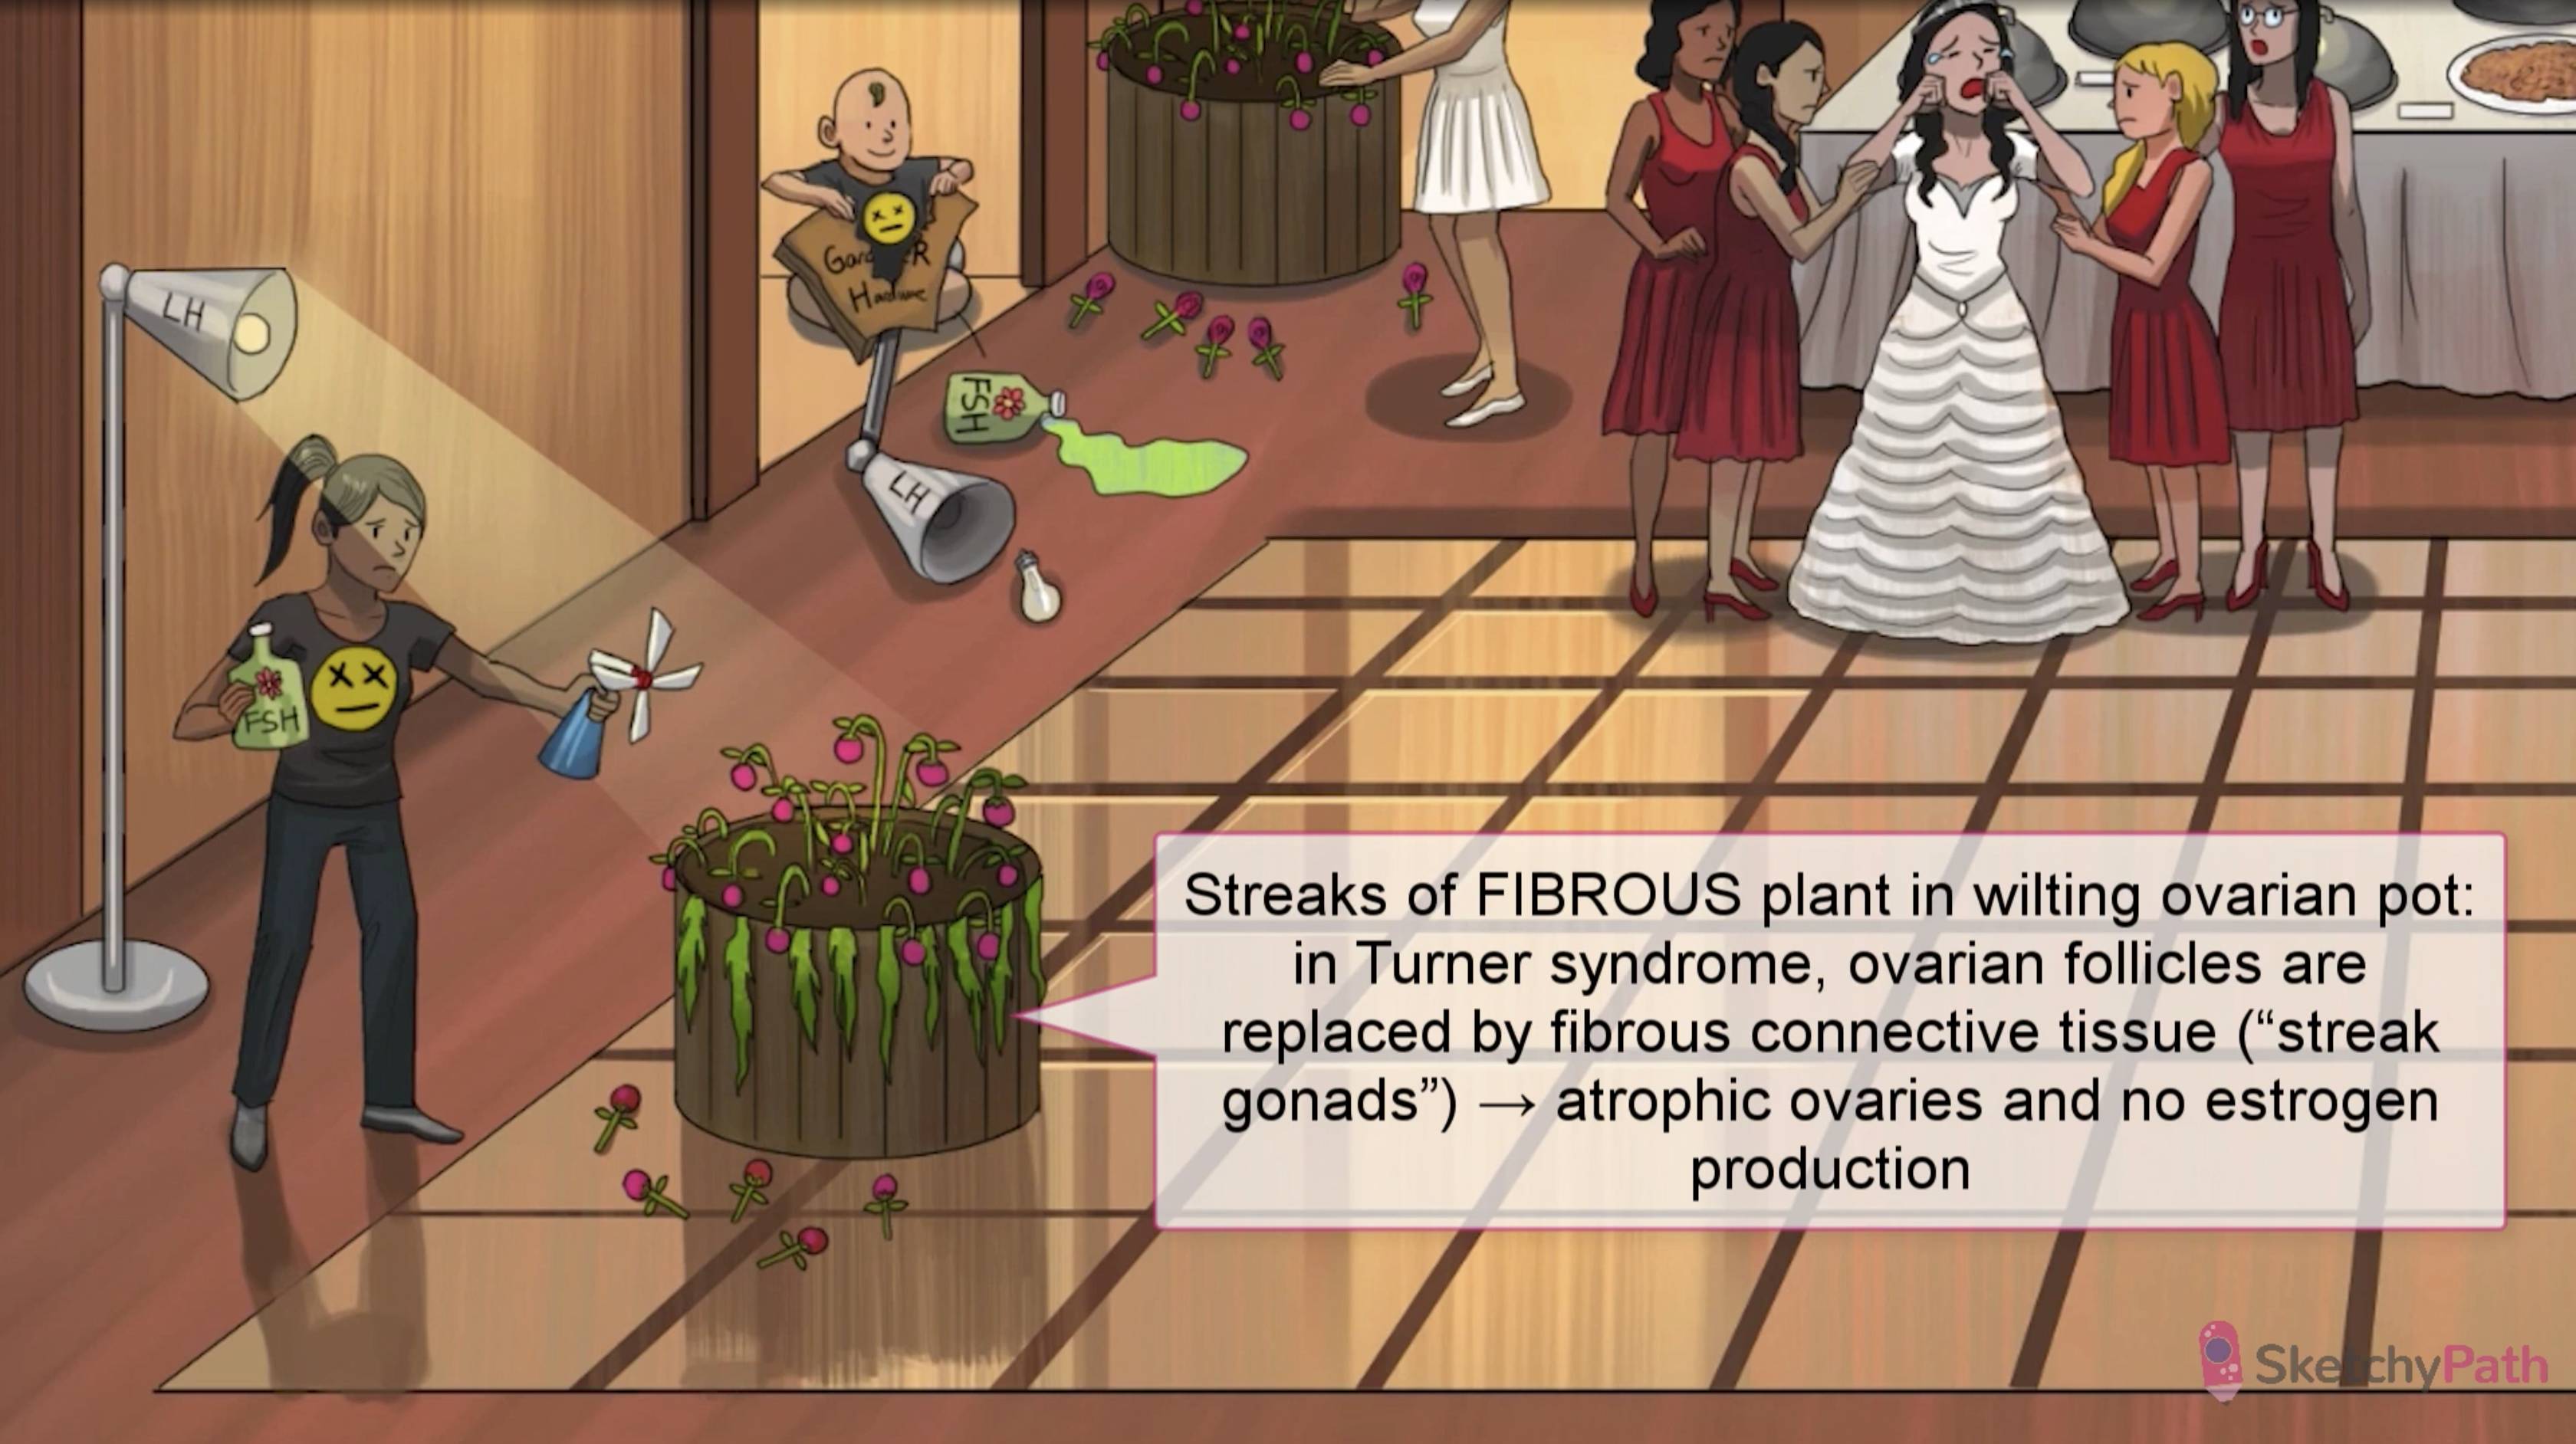 LH
Gard
ER
Hardware
FSH
LH
FSH
Streaks of FIBROUS plant in wilting ovarian pot:
in Turner syndrome, ovarian follicles are
replaced by fibrous connective tissue (“streak
gonads”) → atrophic ovaries and no estrogen
production
SketchyPath